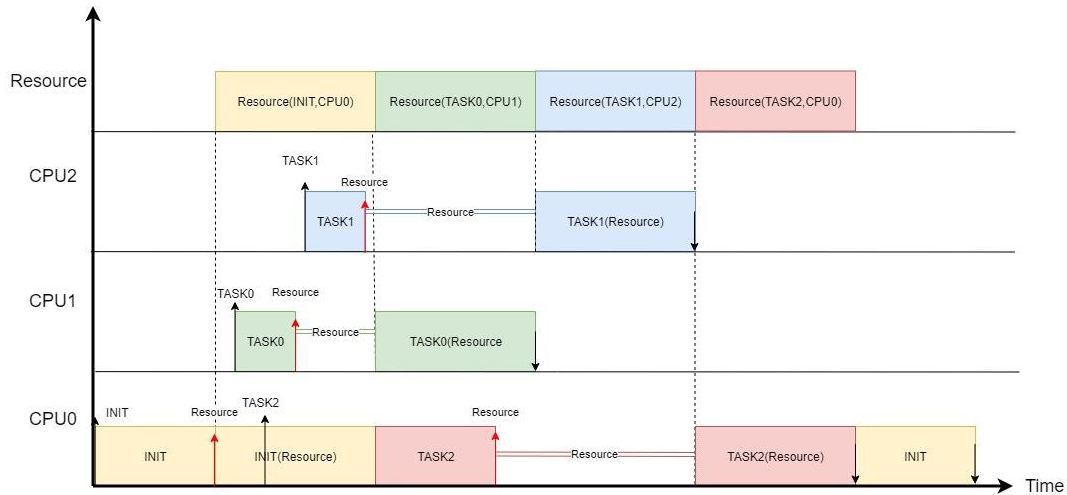 Resource
Resource(INIT,CPU0)
Resource(TASK0,CPU1)
Resource(TASK1,CPU2)
Resource(TASK2,CPU0)
TASK1
CPU2
Resource
TASK1
Resource
TASK1(Resource)
TASK0
Resource
CPU1
TASK0
Resource
TASK0(Resource
CPU0
INIT
Resource
TASK2
Resource
INIT
INIT(Resource)
TASK2
Resource
TASK2(Resource)
INIT
Time